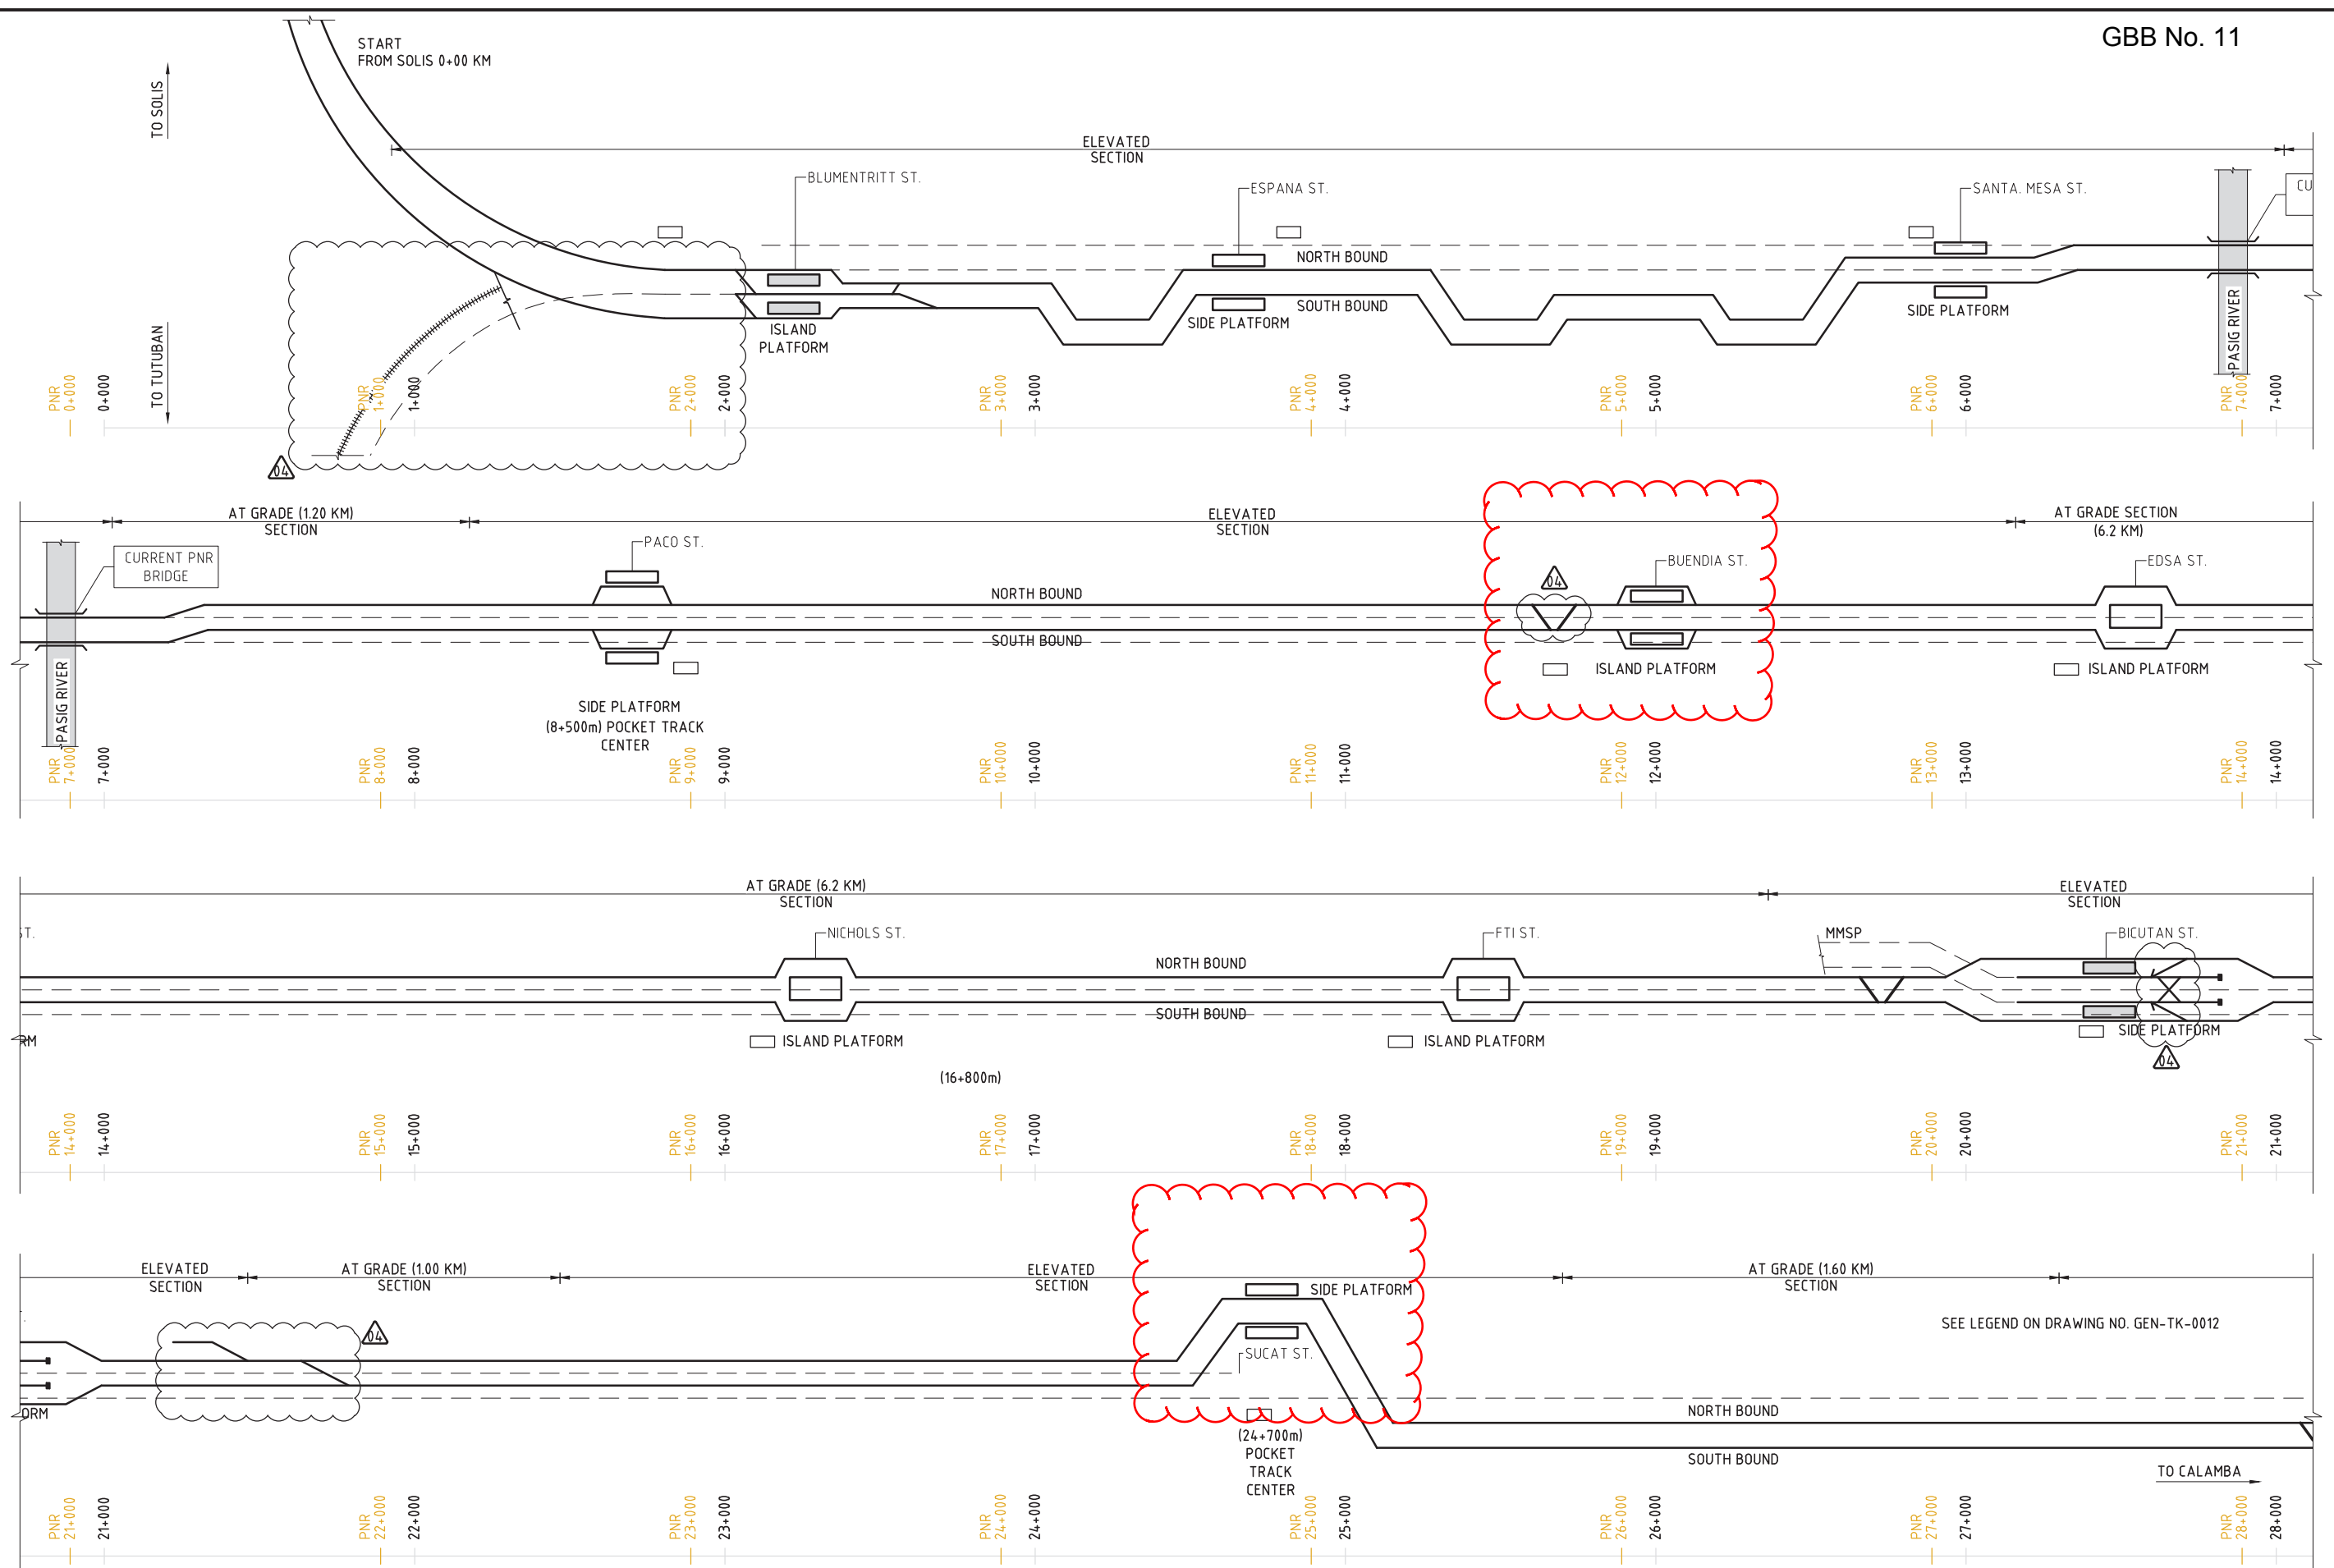 GBB No. 11
START
FROM SOLIS 0+00 KM
TO SOLIS
ELEVATED
SECTION
BLUMENTRITT ST.
ESPANA ST.
SANTA. MESA ST.
CU
NORTH BOUND
SOUTH BOUND
SIDE PLATFORM
SIDE PLATFORM
ISLAND
PLATFORM
TO TUTUBAN
PASIG RIVER
PNR 0+000
0+000
PNR 1+000
1+000
PNR 2+000
2+000
PNR 3+000
3+000
PNR 4+000
4+000
PNR 5+000
5+000
PNR 6+000
6+000
PNR 7+000
7+000
04
AT GRADE (1.20 KM)
SECTION
ELEVATED
SECTION
AT GRADE SECTION
(6.2 KM)
CURRENT PNR
BRIDGE
PACO ST.
BUENDIA ST.
EDSA ST.
04
NORTH BOUND
SOUTH BOUND
ISLAND PLATFORM
ISLAND PLATFORM
PASIG RIVER
SIDE PLATFORM
(8+500m) POCKET TRACK
CENTER
PNR 7+000
7+000
PNR 8+000
8+000
PNR 9+000
9+000
PNR 10+000
10+000
PNR 11+000
11+000
PNR 12+000
12+000
PNR 13+000
13+000
PNR 14+000
14+000
AT GRADE (6.2 KM)
SECTION
ELEVATED
SECTION
ST.
NICHOLS ST.
FTI ST.
MMSP
BICUTAN ST.
NORTH BOUND
SOUTH BOUND
RM
ISLAND PLATFORM
ISLAND PLATFORM
SIDE PLATFORM
04
(16+800m)
PNR 14+000
14+000
PNR 15+000
15+000
PNR 16+000
16+000
PNR 17+000
17+000
PNR 18+000
18+000
PNR 19+000
19+000
PNR 20+000
20+000
PNR 21+000
21+000
ELEVATED
SECTION
AT GRADE (1.00 KM)
SECTION
ELEVATED
SECTION
AT GRADE (1.60 KM)
SECTION
SIDE PLATFORM
04
SEE LEGEND ON DRAWING NO. GEN-TK-0012
SUCAT ST.
ORM
NORTH BOUND
SOUTH BOUND
(24+700m)
POCKET
TRACK
CENTER
TO CALAMBA
PNR 21+000
21+000
PNR 22+000
22+000
PNR 23+000
23+000
PNR 24+000
24+000
PNR 25+000
25+000
PNR 26+000
26+000
PNR 27+000
27+000
PNR 28+000
28+000